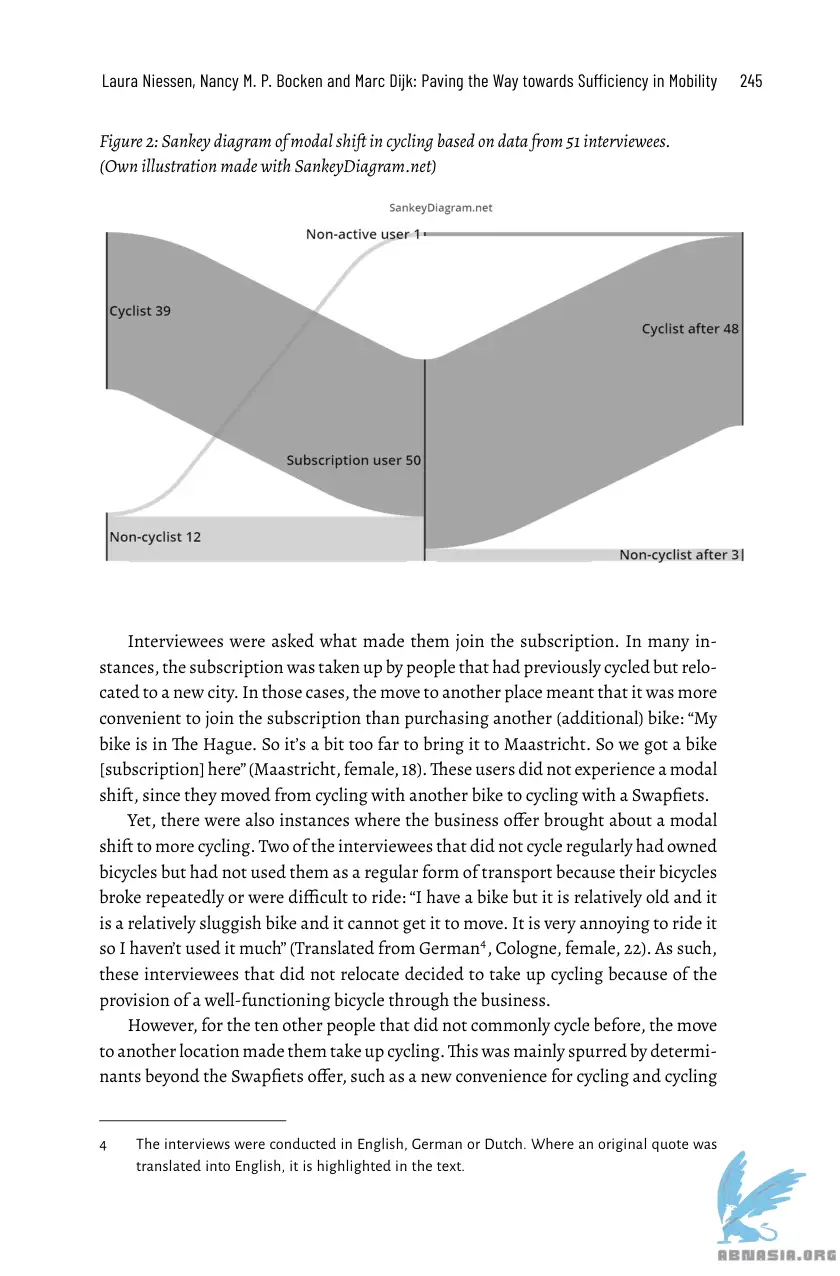 Laura Niessen, Nancy M. P. Bocken and Marc Dijk: Paving the Way towards Sufficiency in Mobility 245
Figure 2: Sankey diagram of modal shift in cycling based on data from 51 interviewees.
(Own illustration made with SankeyDiagram.net)
SankeyDiagram.net
Non-active user 1
Cyclist 39
Cyclist after 48
Subscription user 50
Non-cyclist 12
Non-cyclist after 3
Interviewees were asked what made them join the subscription. In many in-
stances, the subscription was taken up by people that had previously cycled but relo-
cated to a new city. In those cases, the move to another place meant that it was more
convenient to join the subscription than purchasing another (additional) bike: “My
bike is in The Hague. So it’s a bit too far to bring it to Maastricht. So we got a bike
[subscription] here” (Maastricht, female, 18). These users did not experience a modal
shift, since they moved from cycling with another bike to cycling with a Swapfiets.
Yet, there were also instances where the business offer brought about a modal
shift to more cycling. Two of the interviewees that did not cycle regularly had owned
bicycles but had not used them as a regular form of transport because their bicycles
broke repeatedly or were difficult to ride: “I have a bike but it is relatively old and it
is a relatively sluggish bike and it cannot get it to move. It is very annoying to ride it
so I haven’t used it much” (Translated from German⁴, Cologne, female, 22). As such,
these interviewees that did not relocate decided to take up cycling because of the
provision of a well-functioning bicycle through the business.
However, for the ten other people that did not commonly cycle before, the move
to another location made them take up cycling. This was mainly spurred by determi-
nants beyond the Swapfiets offer, such as a new convenience for cycling and cycling
4 The interviews were conducted in English, German or Dutch. Where an original quote was
translated into English, it is highlighted in the text.
ABNASIA.ORG